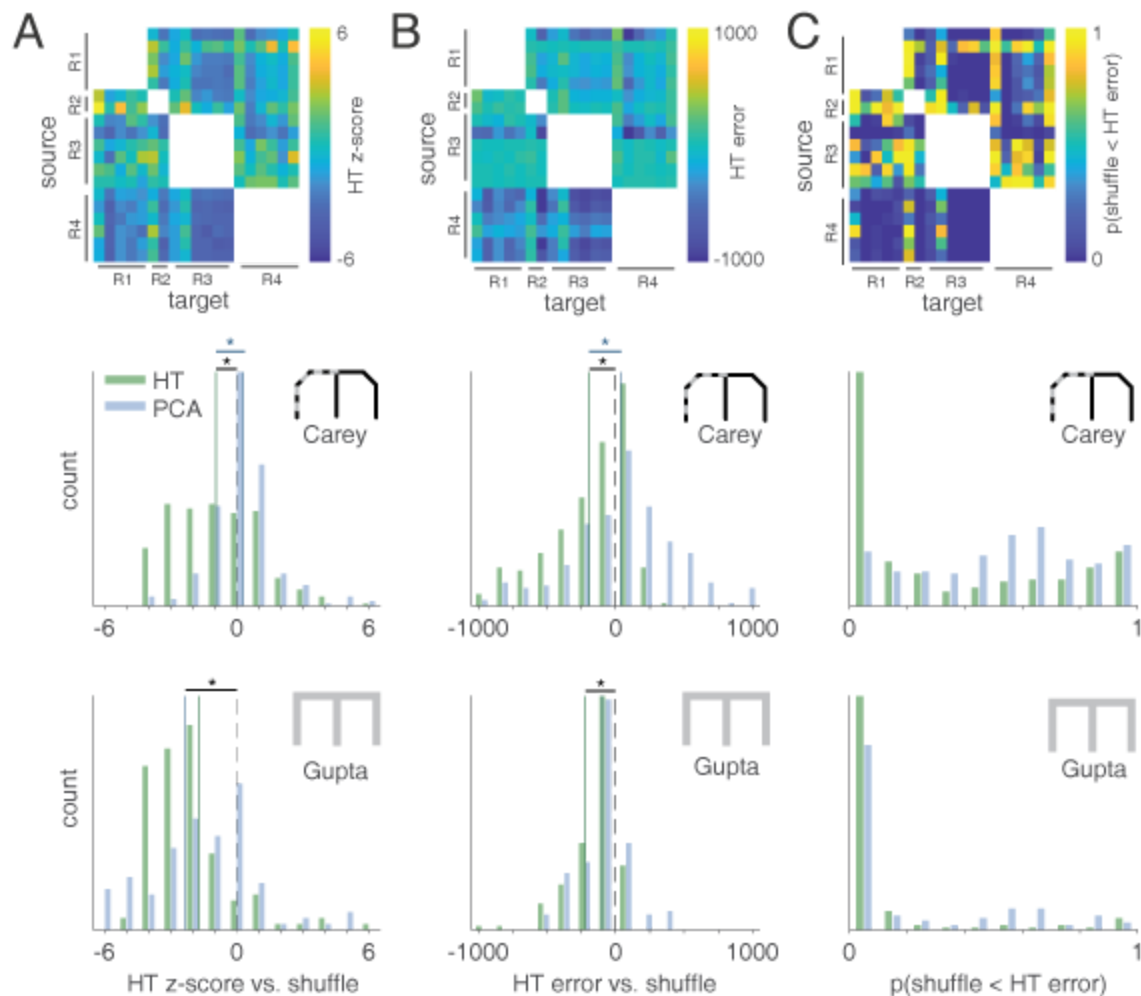 A
B
C
6
-6
HT z-score
1000
-1000
HT error
1
0
p(shuffle < HT error)
source
R1
R2
R3
R4
R1 R2 R3 R4
target
source
R1
R2
R3
R4
R1 R2 R3 R4
target
source
R1
R2
R3
R4
R1 R2 R3 R4
target
HT
PCA
*
*
Carey
count
-6 0 6
*
*
Carey
-1000 0 1000
Carey
0 1
*
Gupta
count
-6 0 6
HT z-score vs. shuffle
*
Gupta
-1000 0 1000
HT error vs. shuffle
Gupta
0 1
p(shuffle < HT error)